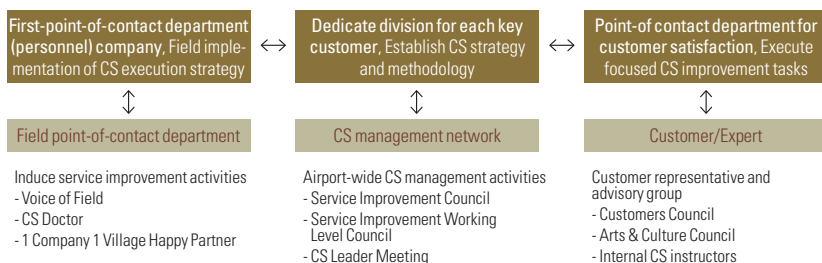 First-point-of-contact department
(personnel) company, Field imple-
mentation of CS execution strategy
Dedicate division for each key
customer, Establish CS strategy
and methodology
Point-of contact department for
customer satisfaction, Execute
focused CS improvement tasks
Field point-of-contact department
CS management network
Customer/Expert
Induce service improvement activities
- Voice of Field
- CS Doctor
- 1 Company 1 Village Happy Partner
Airport-wide CS management activities
- Service Improvement Council
- Service Improvement Working
Level Council
- CS Leader Meeting
Customer representative and
advisory group
- Customers Council
- Arts & Culture Council
- Internal CS instructors